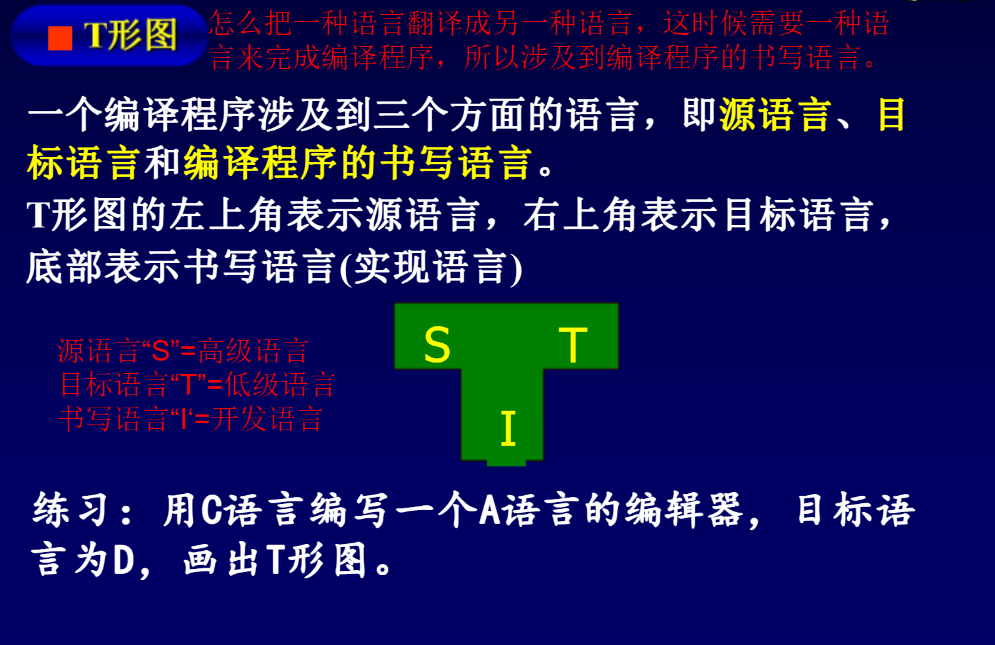 T形图
怎么把一种语言翻译成另一种语言，这时候需要一种语
言来完成编译程序，所以涉及到编译程序的书写语言。
一个编译程序涉及到三个方面的语言，即源语言、目
标语言和编译程序的书写语言。
T形图的左上角表示源语言，右上角表示目标语言，
底部表示书写语言(实现语言)
源语言“S”=高级语言
目标语言“T”=低级语言
书写语言“I‘=开发语言
S T
I
练习：用C语言编写一个A语言的编辑器，目标语
言为D，画出T形图。